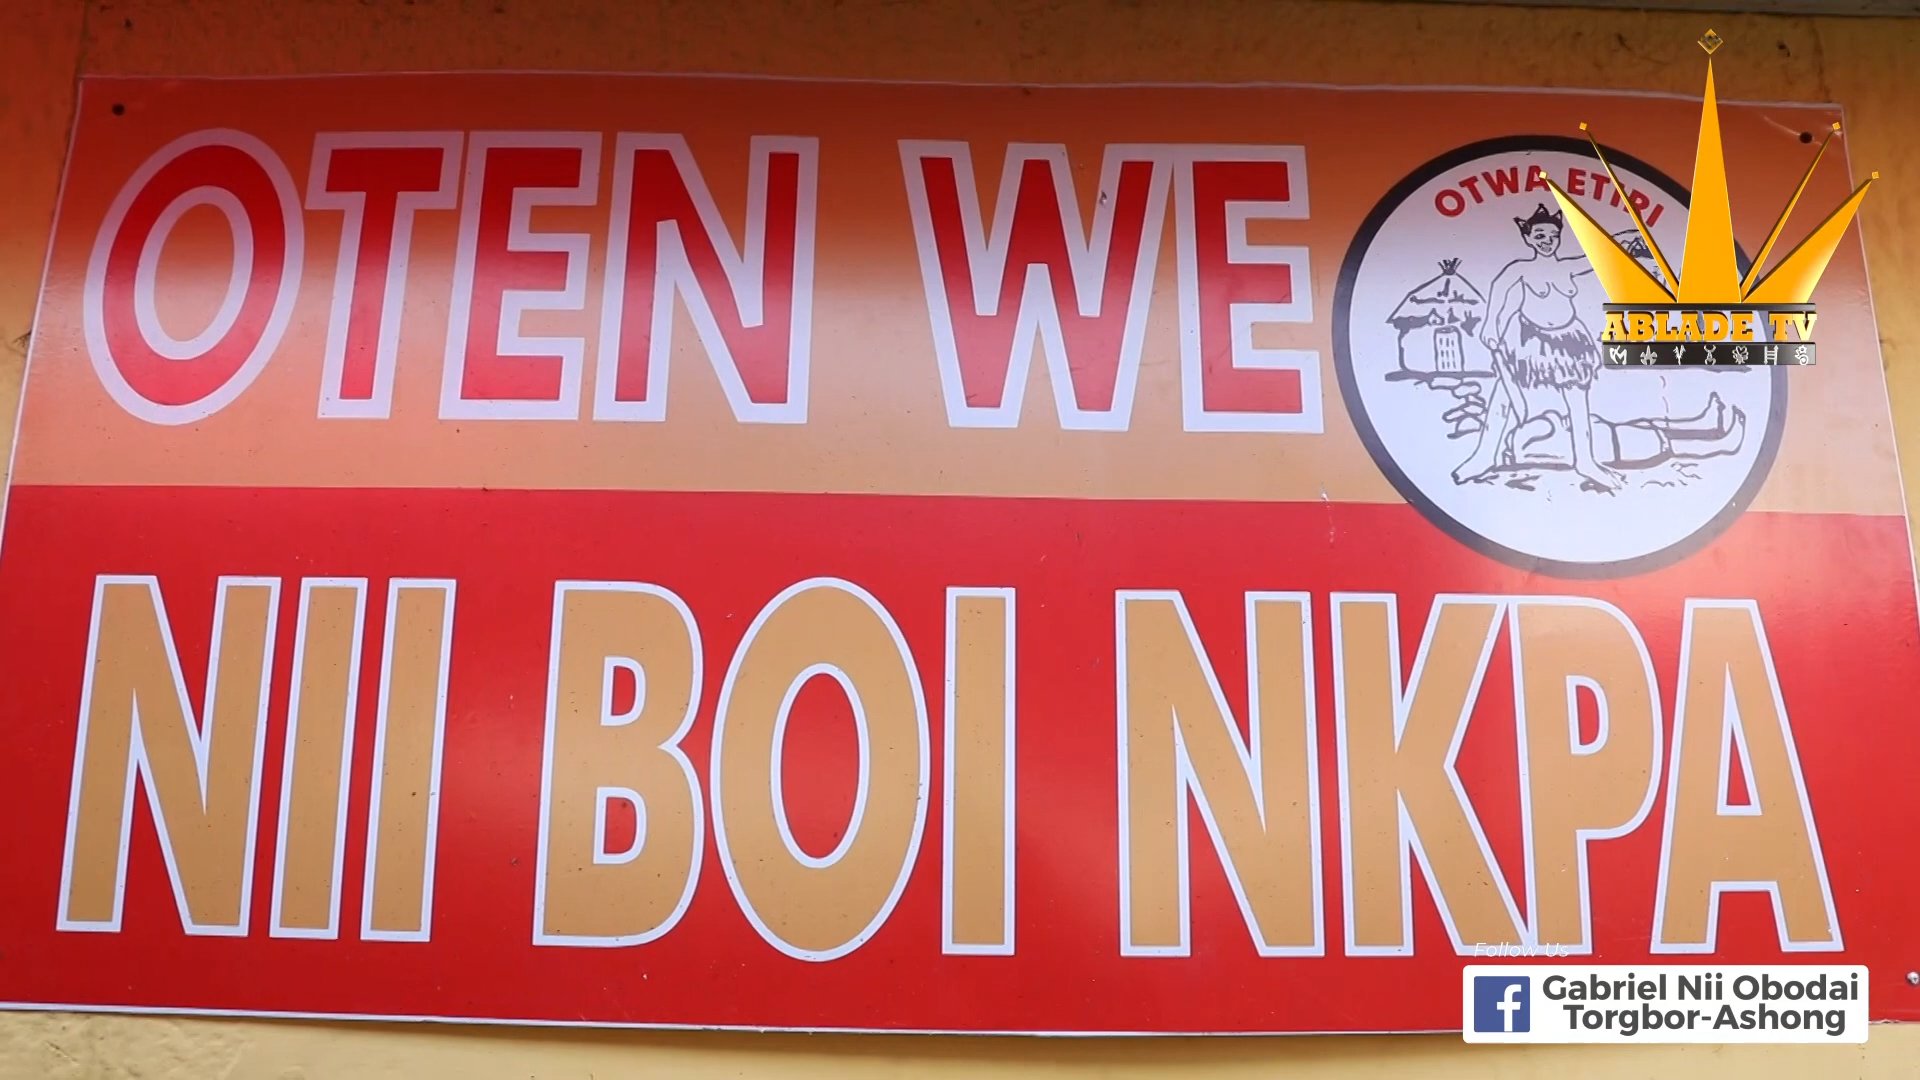 OTEN WE
OTWA ETIRI
ABLADE TV
NII BOI NKPA
Follow Us
Gabriel Nii Obodai
Torgbor-Ashong